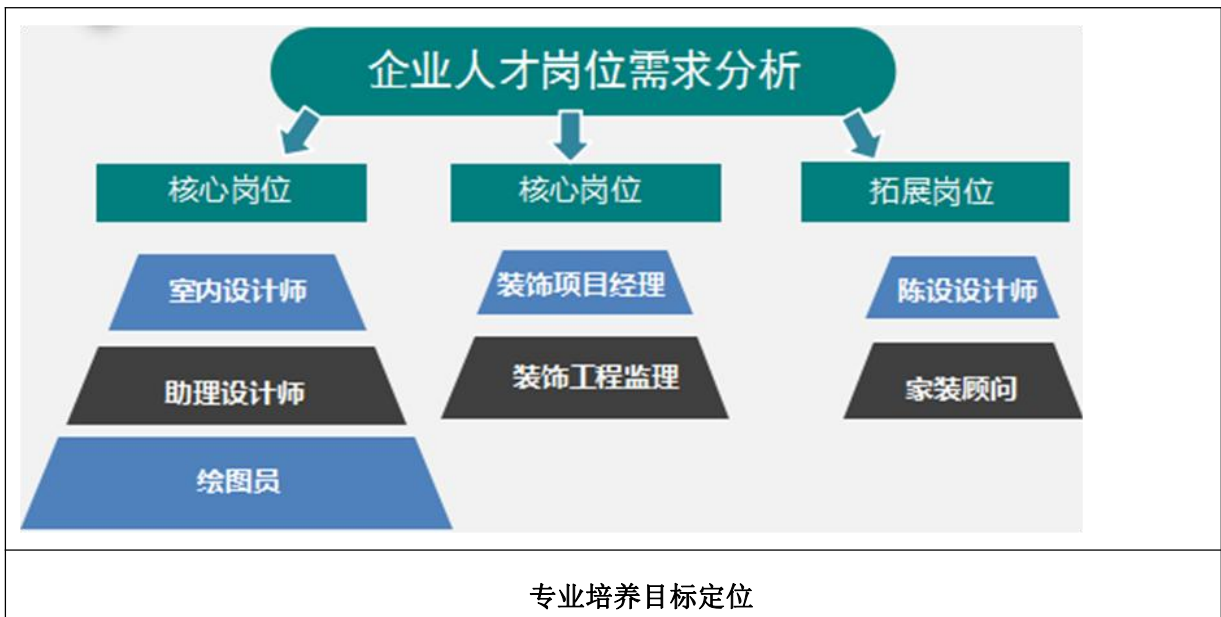 企业人才岗位需求分析
核心岗位
核心岗位
拓展岗位
室内设计师
装饰项目经理
陈设设计师
助理设计师
装饰工程监理
家装顾问
绘图员
专业培养目标定位